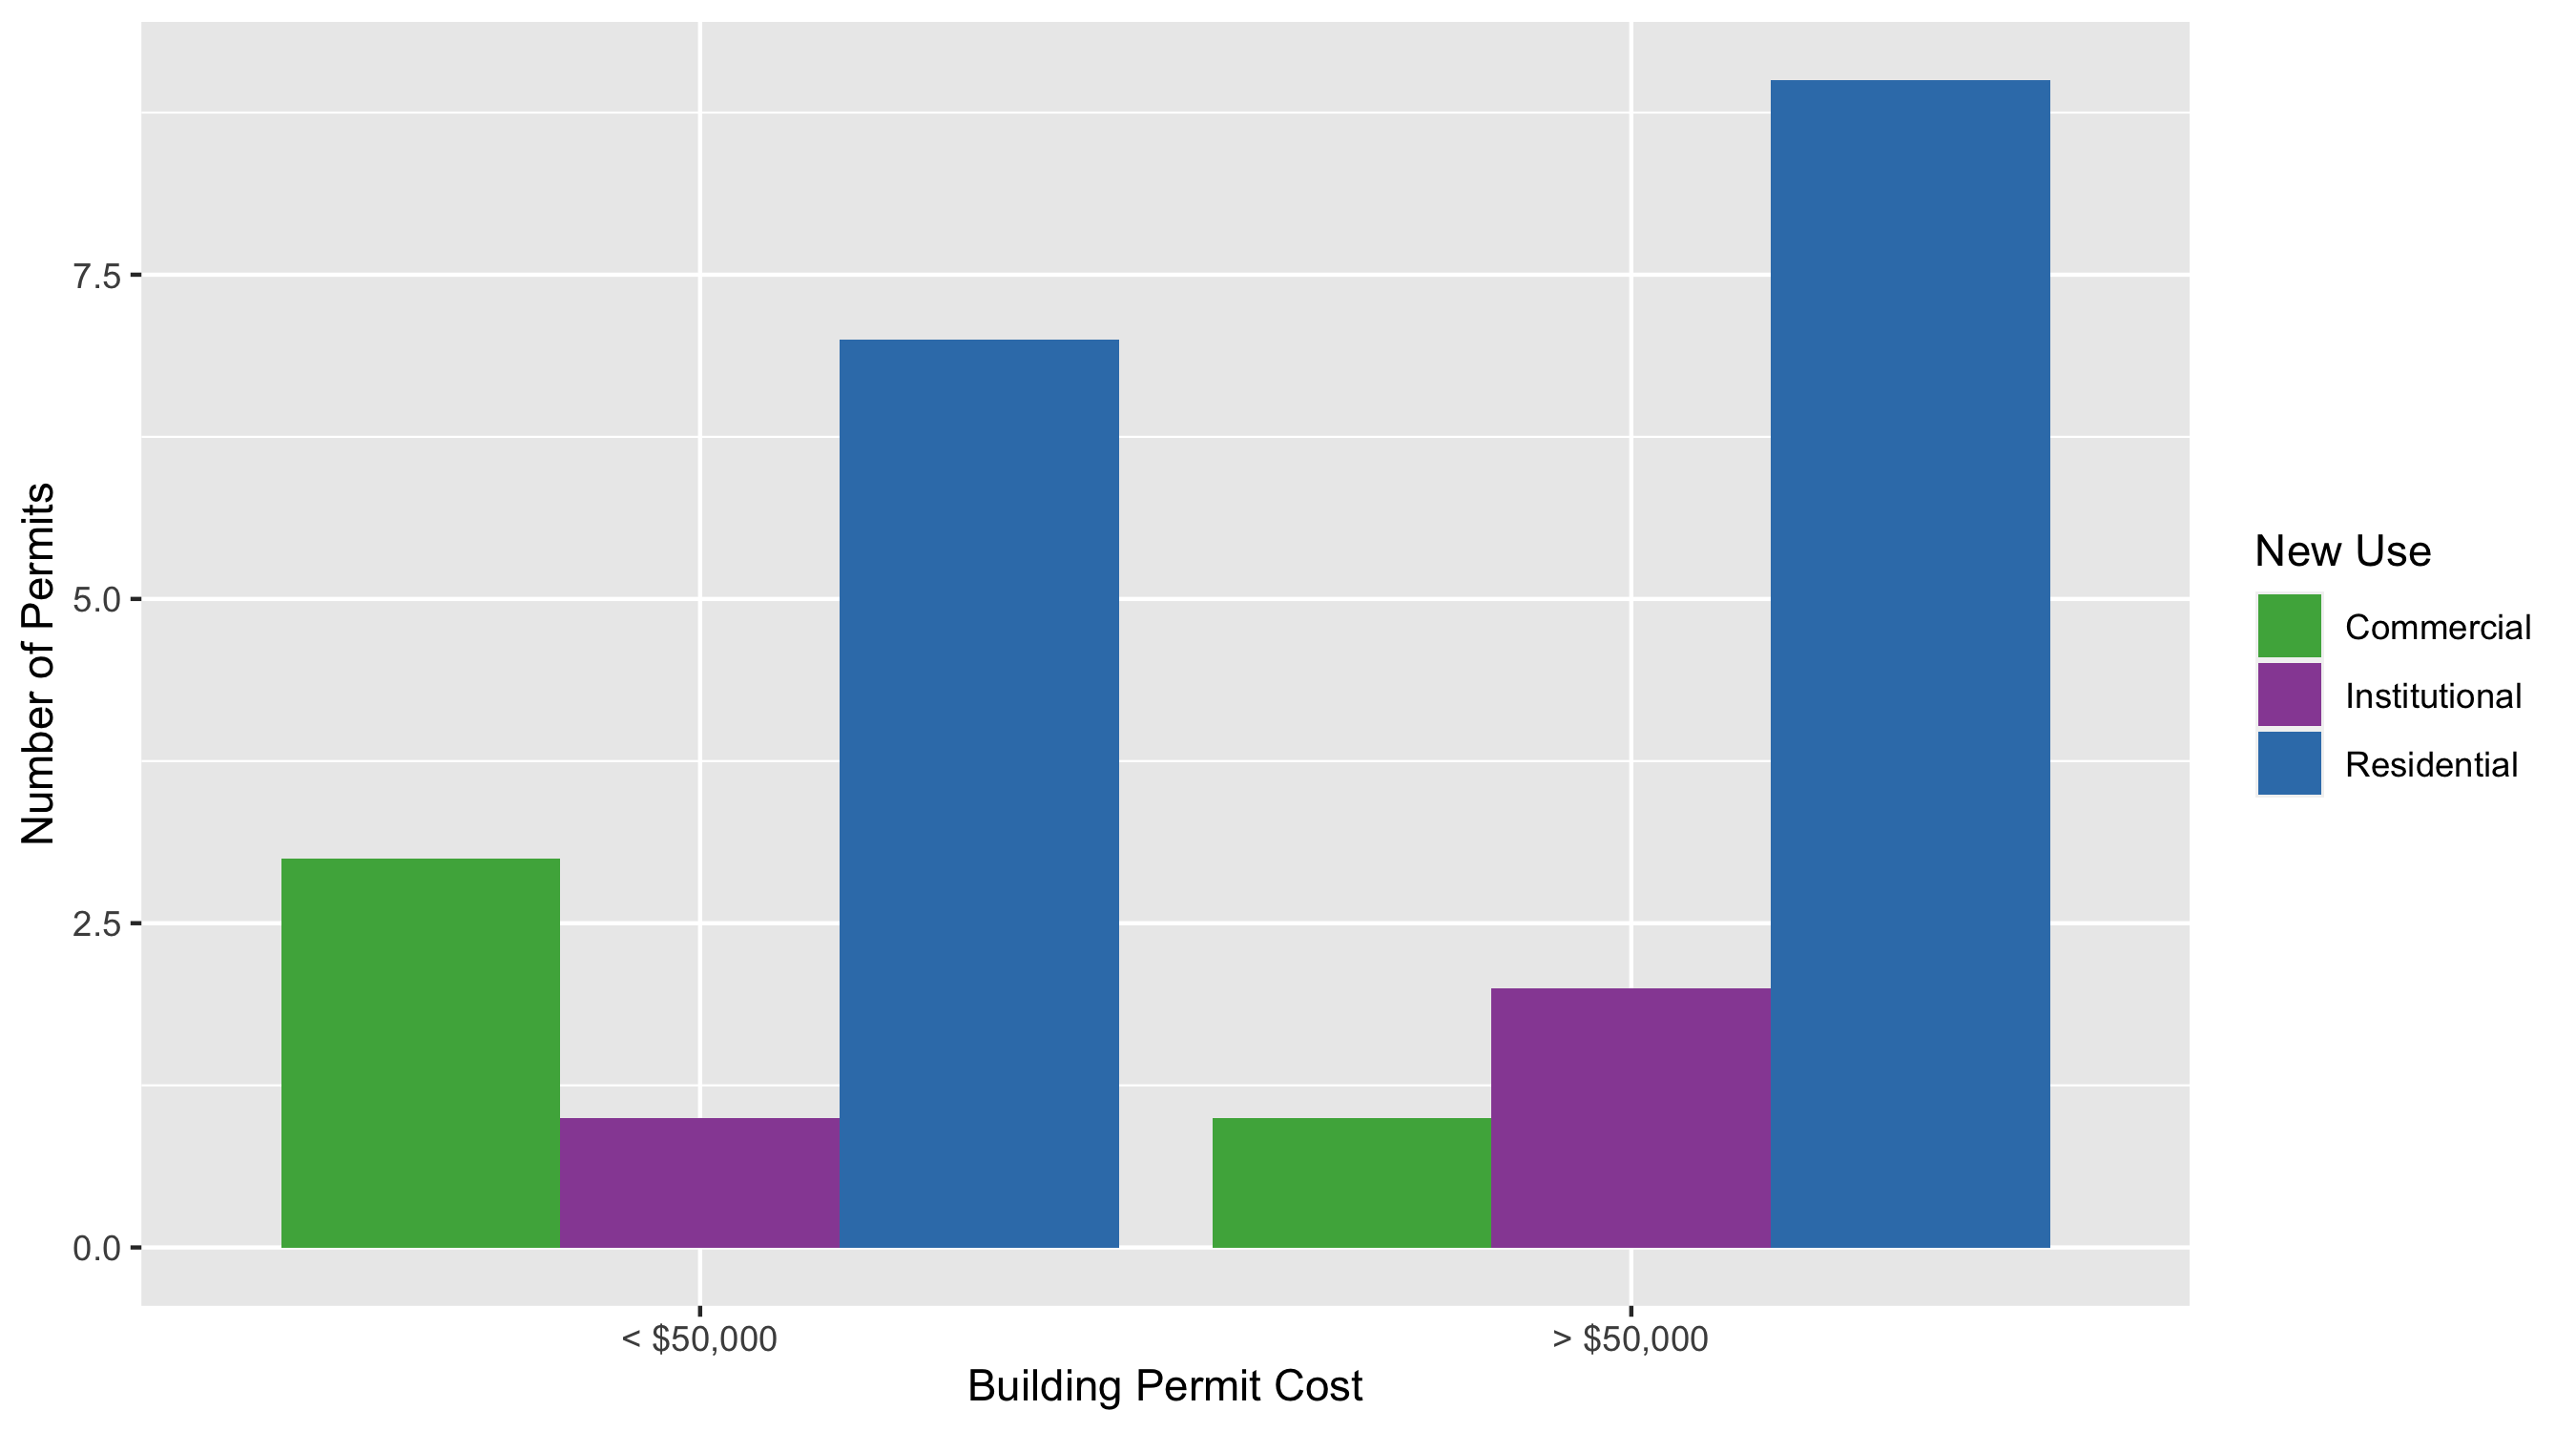 Number of Permits
7.5
5.0
2.5
0.0
< $50,000
> $50,000
Building Permit Cost
New Use
Commercial
Institutional
Residential